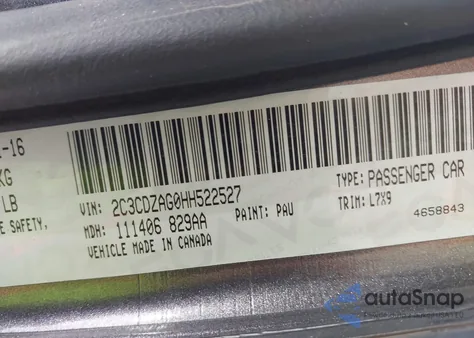 -16
KG
LB
E SAFETY,
VIN: 2C3CDZAG0HH522527
TYPE: PASSENGER CAR
MDH: 111406 829AA
PAINT: PAU
TRIM: L7X9
VEHICLE MADE IN CANADA
4658843
autoSnap